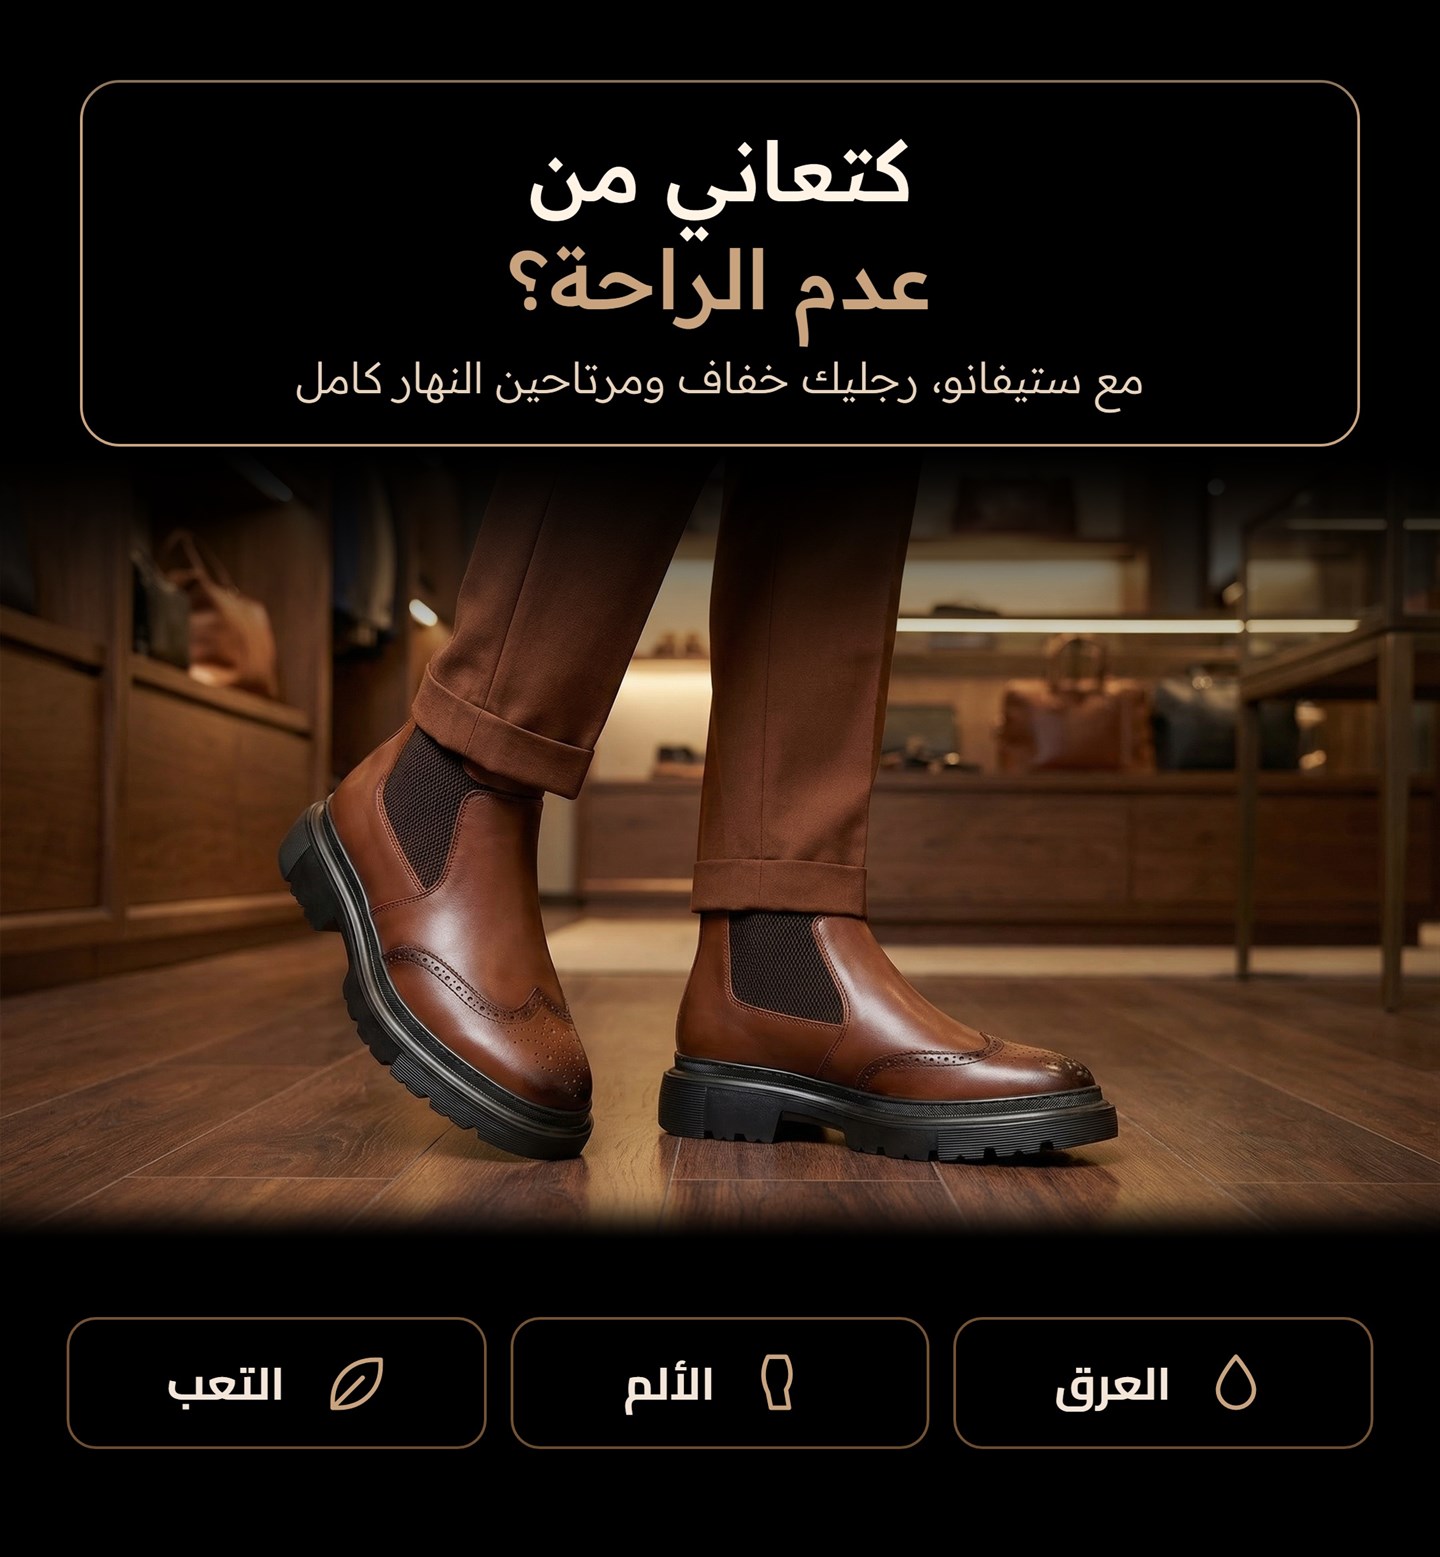 كتعاني من
عدم الراحة؟
مع ستيفانو، رجليك خفاف ومرتاحين النهار كامل
العرق
الألم
التعب